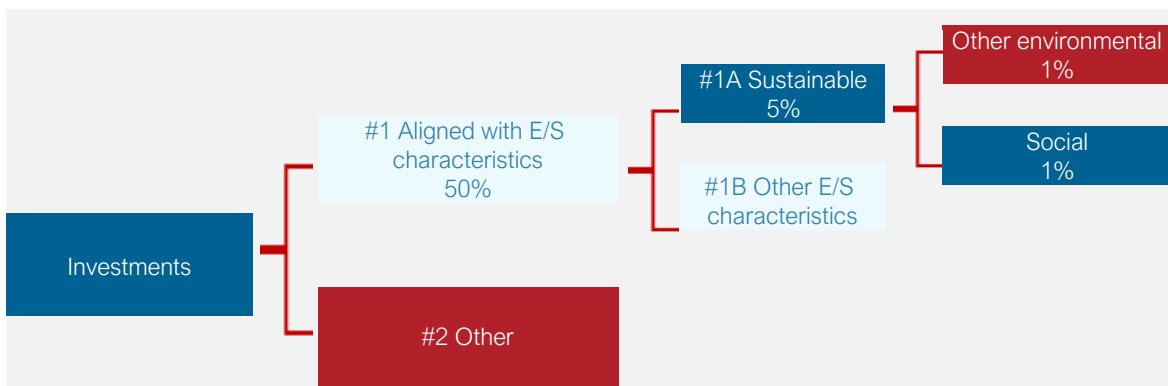 Investments
#1 Aligned with E/S
characteristics
50%
#2 Other
#1A Sustainable
5%
#1B Other E/S
characteristics
Other environmental
1%
Social
1%